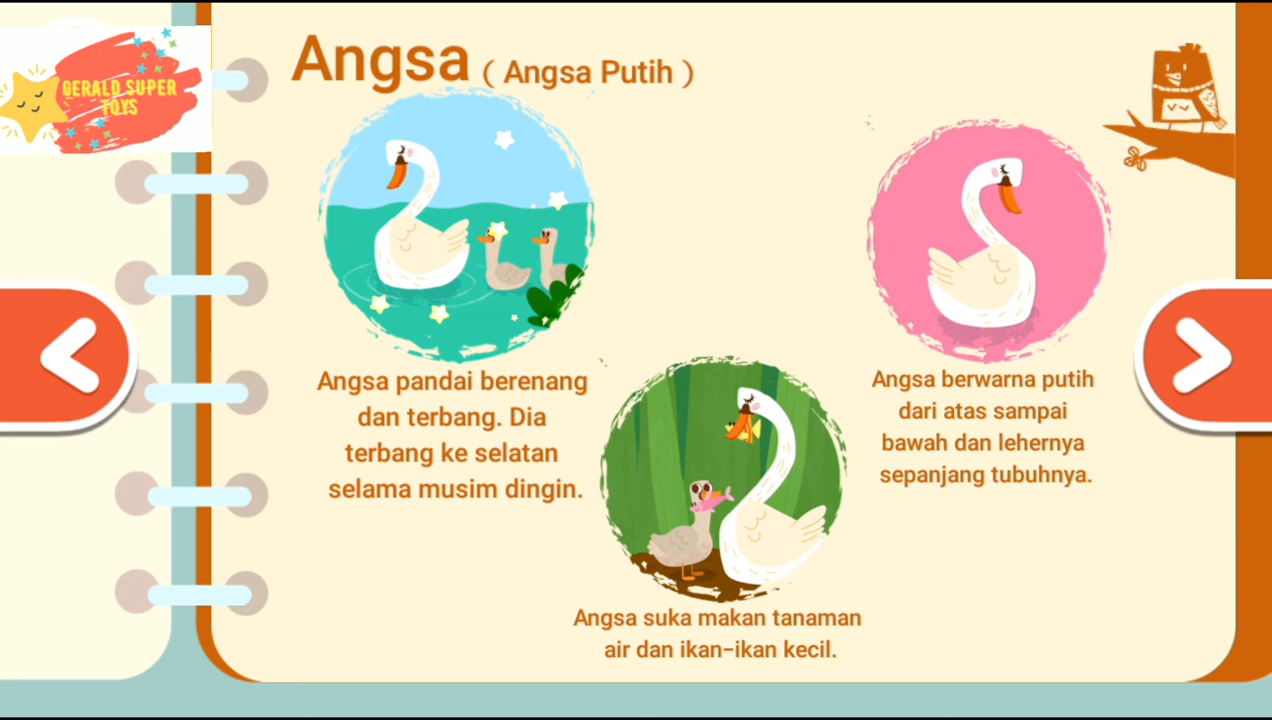 GERALD SUPER
TOYS
Angsa ( Angsa Putih )
Angsa pandai berenang
dan terbang. Dia
terbang ke selatan
selama musim dingin.
Angsa berwarna putih
dari atas sampai
bawah dan lehernya
sepanjang tubuhnya.
Angsa suka makan tanaman
air dan ikan-ikan kecil.